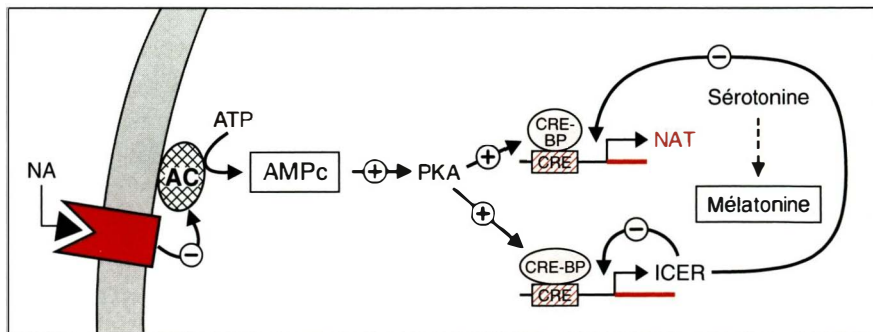 NA
ATP
AC
AMPc
+
PKA
+
+
CRE-
BP
CRE
NAT
−
Sérotonine
Mélatonine
−
CRE-BP
CRE
−
ICER